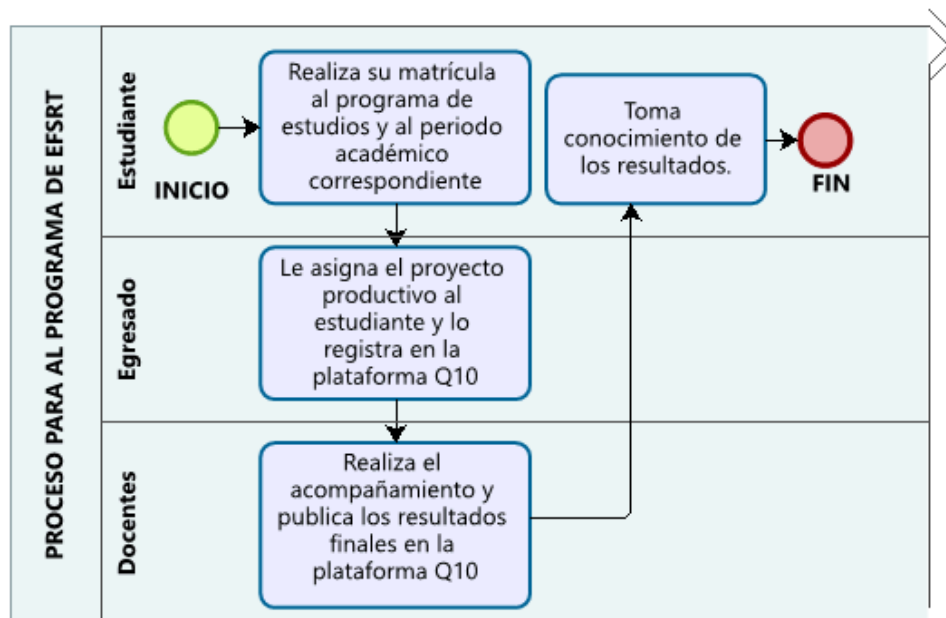 PROCESO PARA AL PROGRAMA DE EFSRT
Estudiante
INICIO
Realiza su matrícula
al programa de
estudios y al periodo
académico
correspondiente
Toma
conocimiento de
los resultados.
FIN
Egresado
Le asigna el proyecto
productivo al
estudiante y lo
registra en la
plataforma Q10
Docentes
Realiza el
acompañamiento y
publica los resultados
finales en la
plataforma Q10